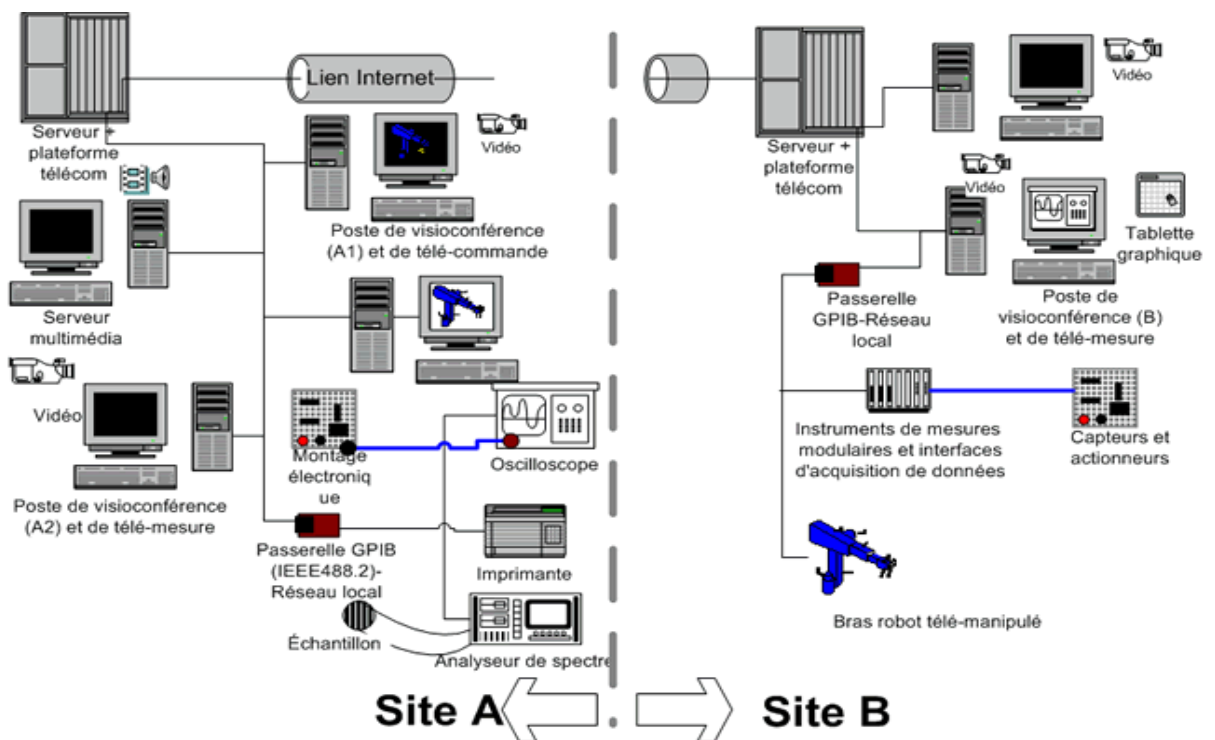 Lien Internet
Serveur +
plateforme
télécom
Vidéo
Poste de visioconférence
(A1) et de télé-commande
Serveur
multimédia
Vidéo
Poste de visioconférence
(A2) et de télé-mesure
Montage
électroniq
ue
Oscilloscope
Passerelle GPIB
(IEEE488.2)-
Réseau local
Imprimante
Échantillon
Analyseur de spectre
Site A
Serveur +
plateforme
télécom
Vidéo
Vidéo
Tablette
graphique
Passerelle
GPIB-Réseau
local
Poste de
visioconférence (B)
et de télé-mesure
Instruments de mesures
modulaires et interfaces
d'acquisition de données
Capteurs et
actionneurs
Bras robot télé-manipulé
Site B